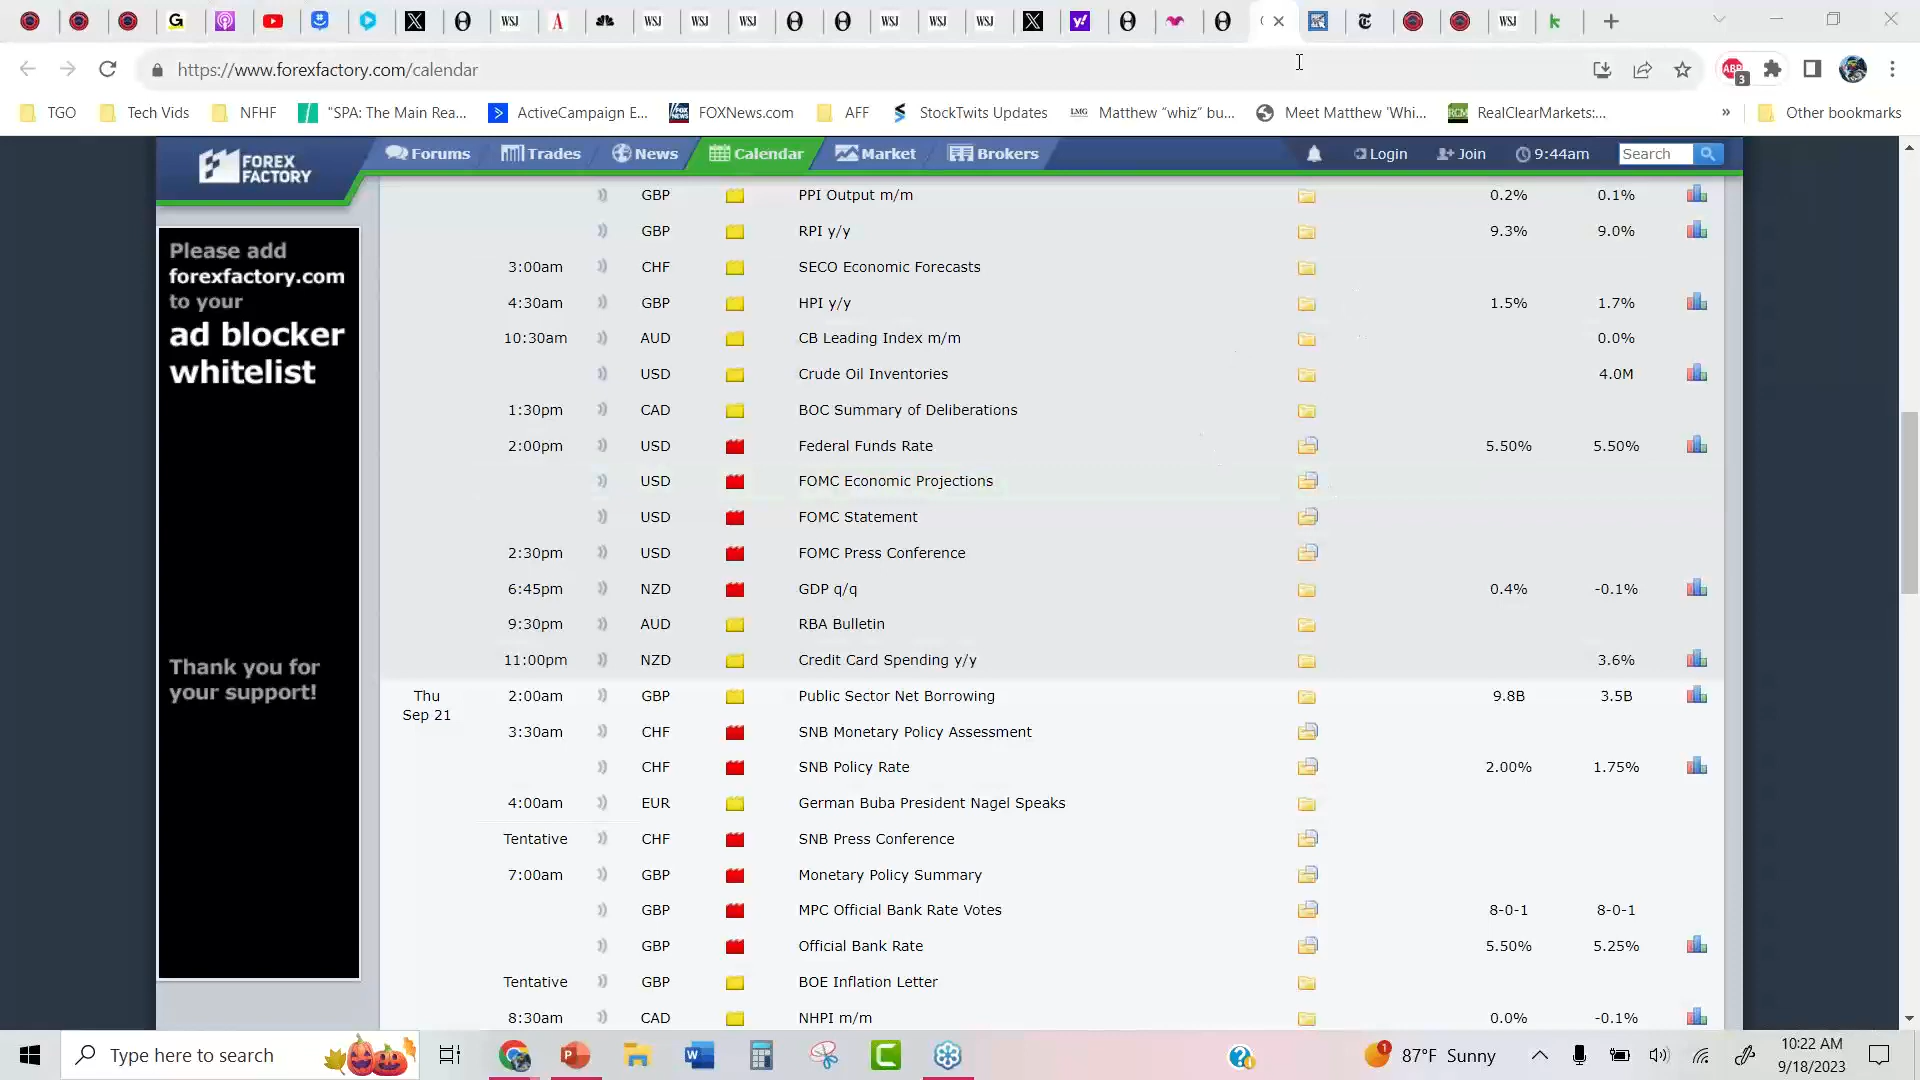 WSJ
A
WSJ
WSJ
WSJ
WSJ
WSJ
WSJ
y!
WSJ
k
https://www.forexfactory.com/calendar
ABP
3
TGO
Tech Vids
NFHF
"SPA: The Main Rea...
ActiveCampaign E...
FOXNews.com
AFF
StockTwits Updates
LMG
Matthew “whiz” bu...
Meet Matthew 'Whi...
RCM
RealClearMarkets:...
»
Other bookmarks
FOREX
FACTORY
Forums
Trades
News
Calendar
Market
Brokers
Login
Join
9:44am
Search
Please add
forexfactory.com
to your
ad blocker
whitelist
Thank you for
your support!
GBP PPI Output m/m 0.2% 0.1%
GBP RPI y/y 9.3% 9.0%
3:00am CHF SECO Economic Forecasts
4:30am GBP HPI y/y 1.5% 1.7%
10:30am AUD CB Leading Index m/m 0.0%
USD Crude Oil Inventories 4.0M
1:30pm CAD BOC Summary of Deliberations
2:00pm USD Federal Funds Rate 5.50% 5.50%
USD FOMC Economic Projections
USD FOMC Statement
2:30pm USD FOMC Press Conference
6:45pm NZD GDP q/q 0.4% -0.1%
9:30pm AUD RBA Bulletin
11:00pm NZD Credit Card Spending y/y 3.6%
Thu
Sep 21
2:00am GBP Public Sector Net Borrowing 9.8B 3.5B
3:30am CHF SNB Monetary Policy Assessment
CHF SNB Policy Rate 2.00% 1.75%
4:00am EUR German Buba President Nagel Speaks
Tentative CHF SNB Press Conference
7:00am GBP Monetary Policy Summary
GBP MPC Official Bank Rate Votes 8-0-1 8-0-1
GBP Official Bank Rate 5.50% 5.25%
Tentative GBP BOE Inflation Letter
8:30am CAD NHPI m/m 0.0% -0.1%
Type here to search
87°F Sunny
10:22 AM
9/18/2023